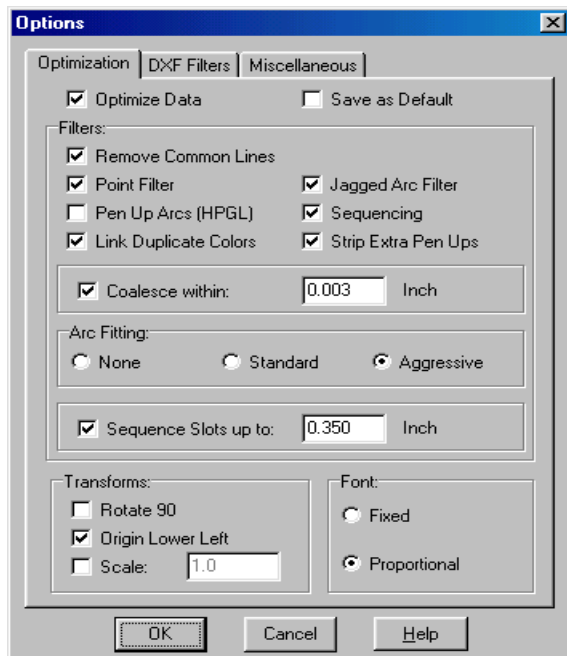 Options
Optimization DXF Filters Miscellaneous
Optimize Data Save as Default
Filters:
Remove Common Lines
Point Filter Jagged Arc Filter
Pen Up Arcs (HPGL) Sequencing
Link Duplicate Colors Strip Extra Pen Ups
Coalesce within: 0.003 Inch
Arc Fitting:
None Standard Aggressive
Sequence Slots up to: 0.350 Inch
Transforms: Font:
Rotate 90
Fixed
Origin Lower Left
Scale: 1.0 Proportional
OK Cancel Help